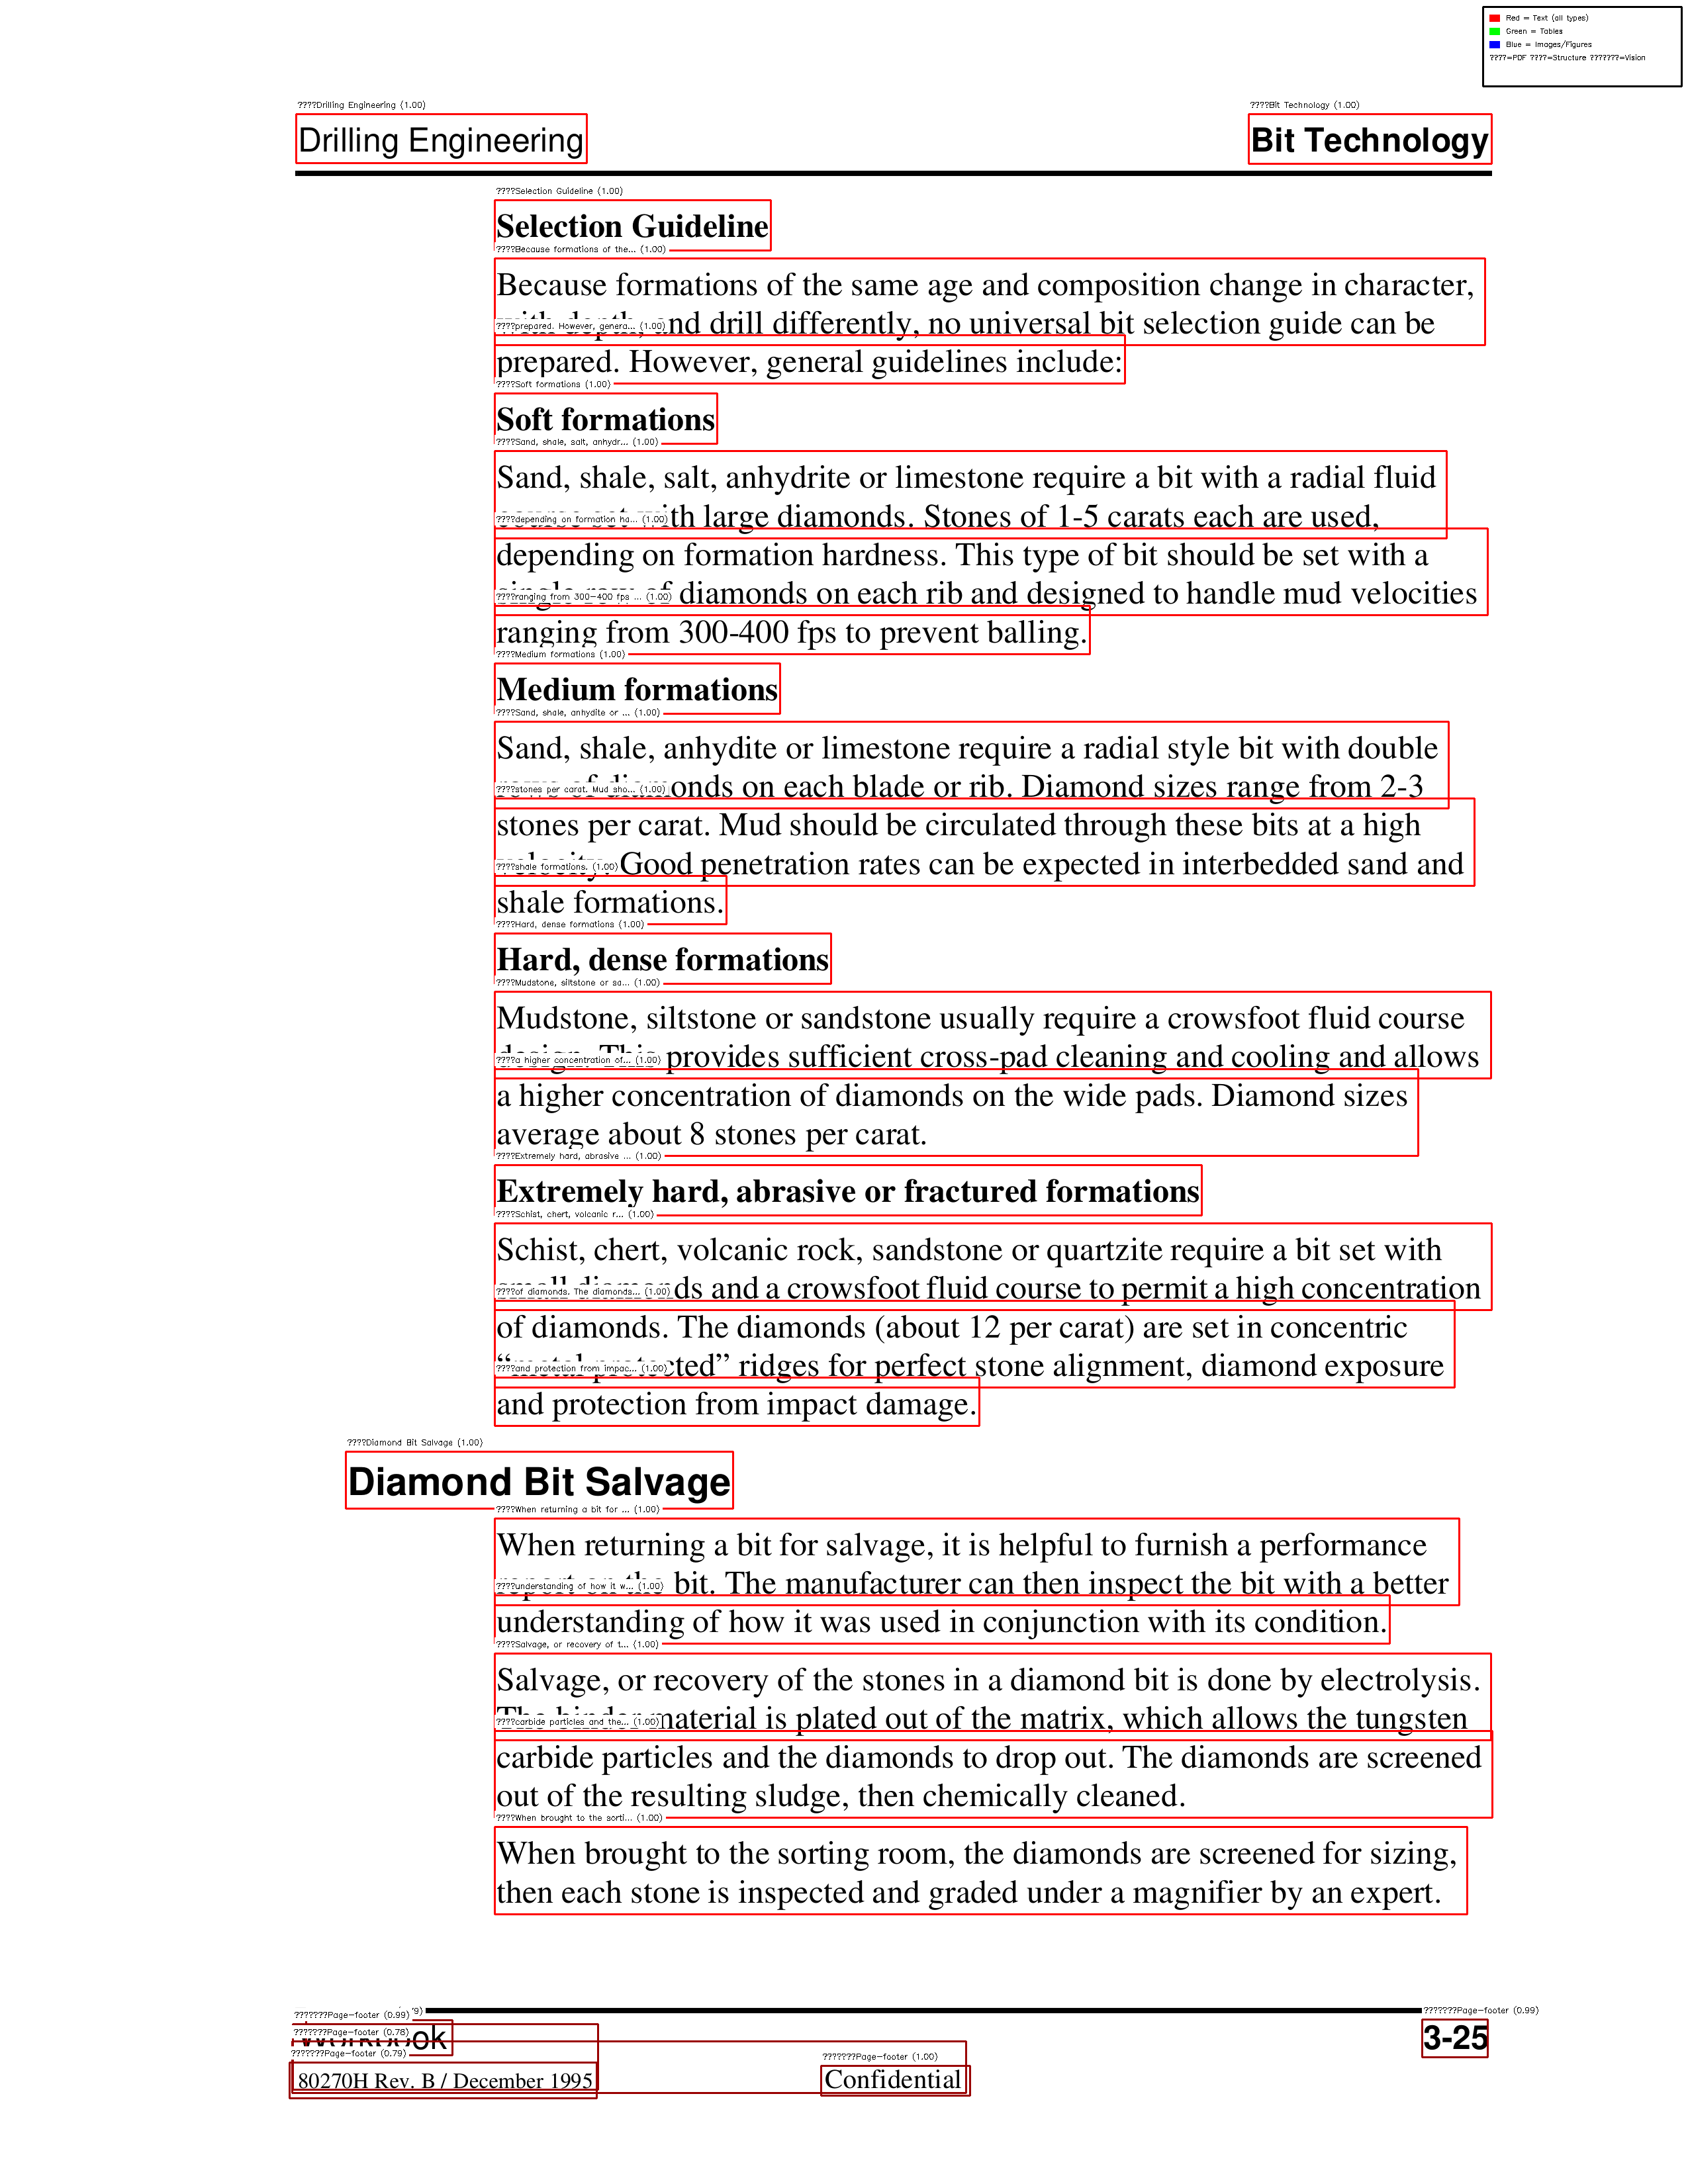 Red = Text (all types)
Green = Tables
Blue = Images/Figures
????=PDF ????=Structure ???????=Vision
????Drilling Engineering (1.00)
????Bit Technology (1.00)
Drilling Engineering
Bit Technology
????Selection Guideline (1.00)
Selection Guideline
????Because formations of the... (1.00)
Because formations of the same age and composition change in character,
with depth, and drill differently, no universal bit selection guide can be
????prepared. However, genera... (1.00)
prepared. However, general guidelines include:
????Soft formations (1.00)
Soft formations
????Sand, shale, salt, anhydr... (1.00)
Sand, shale, salt, anhydrite or limestone require a bit with a radial fluid
course set with large diamonds. Stones of 1-5 carats each are used,
????depending on formation ha... (1.00)
depending on formation hardness. This type of bit should be set with a
single row of diamonds on each rib and designed to handle mud velocities
????ranging from 300-400 fps ... (1.00)
ranging from 300-400 fps to prevent balling.
????Medium formations (1.00)
Medium formations
????Sand, shale, anhydite or ... (1.00)
Sand, shale, anhydite or limestone require a radial style bit with double
rows of diamonds on each blade or rib. Diamond sizes range from 2-3
????stones per carat. Mud sho... (1.00)
stones per carat. Mud should be circulated through these bits at a high
velocity. Good penetration rates can be expected in interbedded sand and
????shale formations. (1.00)
shale formations.
????Hard, dense formations (1.00)
Hard, dense formations
????Mudstone, siltstone or sa... (1.00)
Mudstone, siltstone or sandstone usually require a crowsfoot fluid course
design. This provides sufficient cross-pad cleaning and cooling and allows
????a higher concentration of... (1.00)
a higher concentration of diamonds on the wide pads. Diamond sizes
average about 8 stones per carat.
????Extremely hard, abrasive ... (1.00)
Extremely hard, abrasive or fractured formations
????Schist, chert, volcanic r... (1.00)
Schist, chert, volcanic rock, sandstone or quartzite require a bit set with
small diamonds and a crowsfoot fluid course to permit a high concentration
????of diamonds. The diamonds... (1.00)
of diamonds. The diamonds (about 12 per carat) are set in concentric
“metal protected” ridges for perfect stone alignment, diamond exposure
????and protection from impac... (1.00)
and protection from impact damage.
????Diamond Bit Salvage (1.00)
Diamond Bit Salvage
????When returning a bit for ... (1.00)
When returning a bit for salvage, it is helpful to furnish a performance
report on the bit. The manufacturer can then inspect the bit with a better
????understanding of how it w... (1.00)
understanding of how it was used in conjunction with its condition.
????Salvage, or recovery of t... (1.00)
Salvage, or recovery of the stones in a diamond bit is done by electrolysis.
The binder material is plated out of the matrix, which allows the tungsten
????carbide particles and the... (1.00)
carbide particles and the diamonds to drop out. The diamonds are screened
out of the resulting sludge, then chemically cleaned.
????When brought to the sorti... (1.00)
When brought to the sorting room, the diamonds are screened for sizing,
then each stone is inspected and graded under a magnifier by an expert.
???????Page-footer (0.99)
???????Page-footer (0.99)
???????Page-footer (0.78)
Workbook
3-25
???????Page-footer (0.79)
???????Page-footer (1.00)
80270H Rev. B / December 1995
Confidential